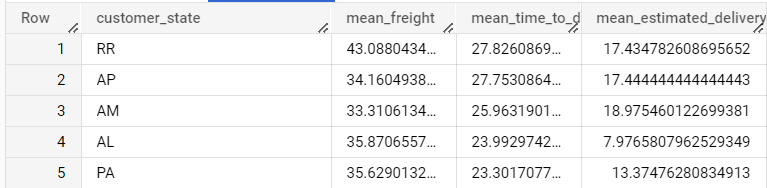 Row customer_state mean_freight mean_time_to_d mean_estimated_delivery
1 RR 43.0880434... 27.8260869... 17.434782608695652
2 AP 34.1604938... 27.7530864... 17.444444444444443
3 AM 33.3106134... 25.9631901... 18.975460122699381
4 AL 35.8706557... 23.9929742... 7.9765807962529349
5 PA 35.6290132... 23.3017077... 13.37476280834913